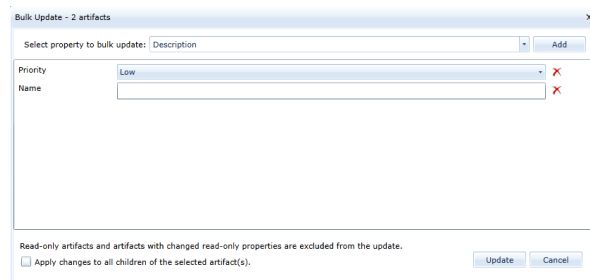 Bulk Update - 2 artifacts
Select property to bulk update: Description Add
Priority Low
Name
Read-only artifacts and artifacts with changed read-only properties are excluded from the update.
Apply changes to all children of the selected artifact(s).
Update Cancel